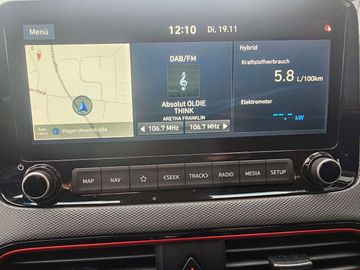 Menü
12:10
Di, 19.11
DAB/FM
Absolut OLDIE
THINK
ARETHA FRANKLIN
106.7 MHz
106.7 MHz
Hybrid
Kraftstoffverbrauch
5.8 L/100km
Elektromotor
--.- kW
Hagerstownstraße
MAP
RADIO
<SEEK
TRACK>
RADIO
MEDIA
SETUP